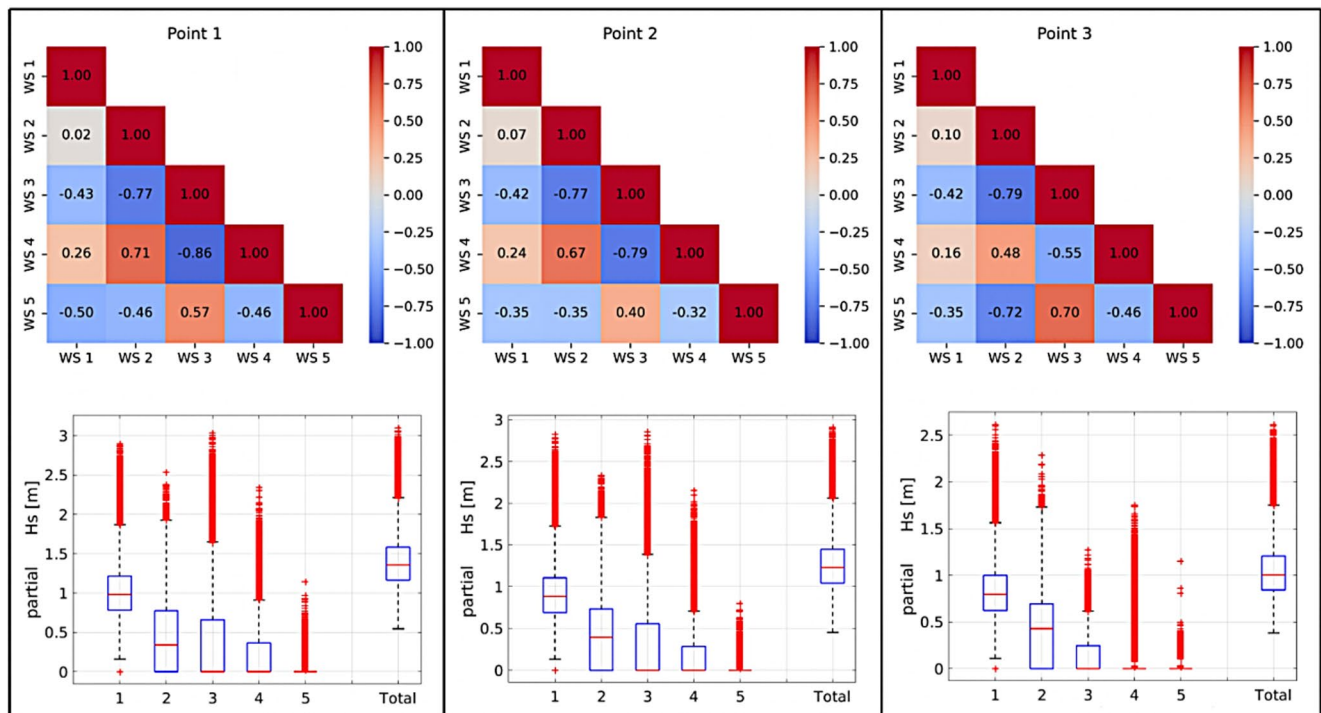 Point 1
WS 1
WS 2
WS 3
WS 4
WS 5
1.00
0.02 1.00
-0.43 -0.77 1.00
0.26 0.71 -0.86 1.00
-0.50 -0.46 0.57 -0.46 1.00
WS 1 WS 2 WS 3 WS 4 WS 5
1.00
0.75
0.50
0.25
0.00
−0.25
−0.50
−0.75
−1.00
Point 2
WS 1
WS 2
WS 3
WS 4
WS 5
1.00
0.07 1.00
-0.42 -0.77 1.00
0.24 0.67 -0.79 1.00
-0.35 -0.35 0.40 -0.32 1.00
WS 1 WS 2 WS 3 WS 4 WS 5
1.00
0.75
0.50
0.25
0.00
−0.25
−0.50
−0.75
−1.00
Point 3
WS 1
WS 2
WS 3
WS 4
WS 5
1.00
0.10 1.00
-0.42 -0.79 1.00
0.16 0.48 -0.55 1.00
-0.35 -0.72 0.70 -0.46 1.00
WS 1 WS 2 WS 3 WS 4 WS 5
1.00
0.75
0.50
0.25
0.00
−0.25
−0.50
−0.75
−1.00
partial Hs [m]
3
2.5
2
1.5
1
0.5
0
1 2 3 4 5 Total
partial Hs [m]
3
2.5
2
1.5
1
0.5
0
1 2 3 4 5 Total
partial Hs [m]
2.5
2
1.5
1
0.5
0
1 2 3 4 5 Total